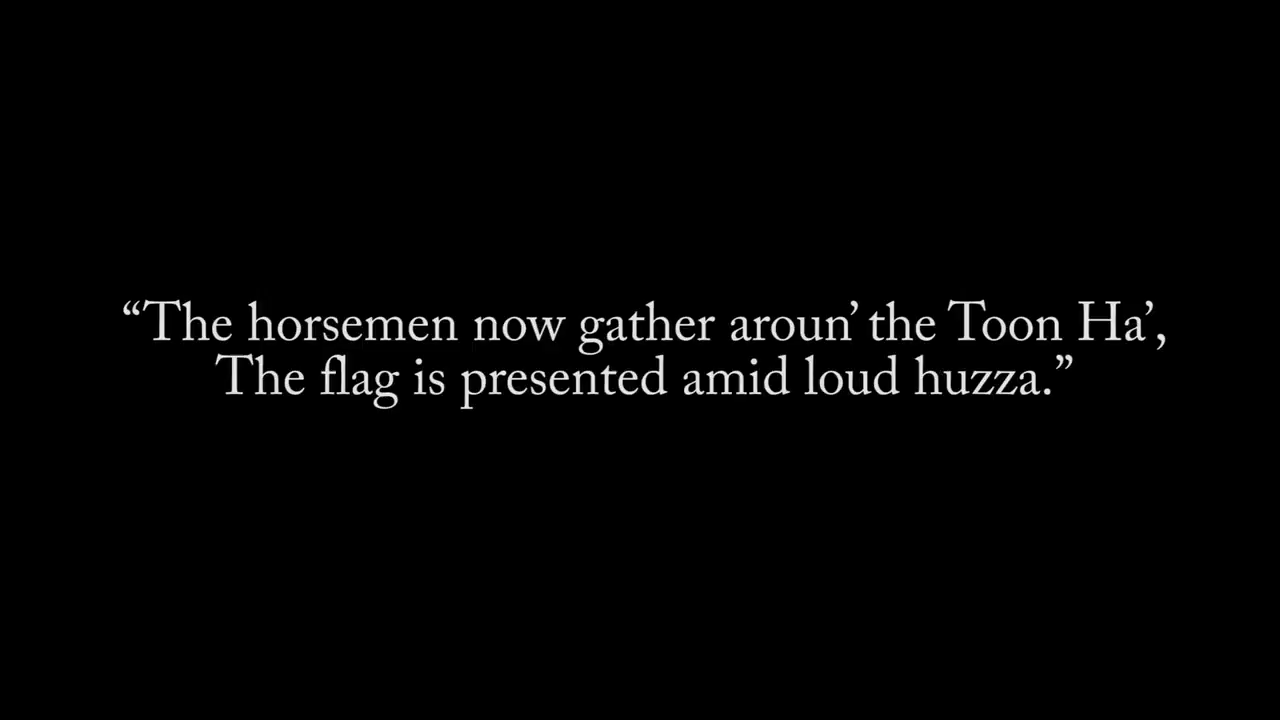 “The horsemen now gather aroun’ the Toon Ha’,
The flag is presented amid loud huzza.”